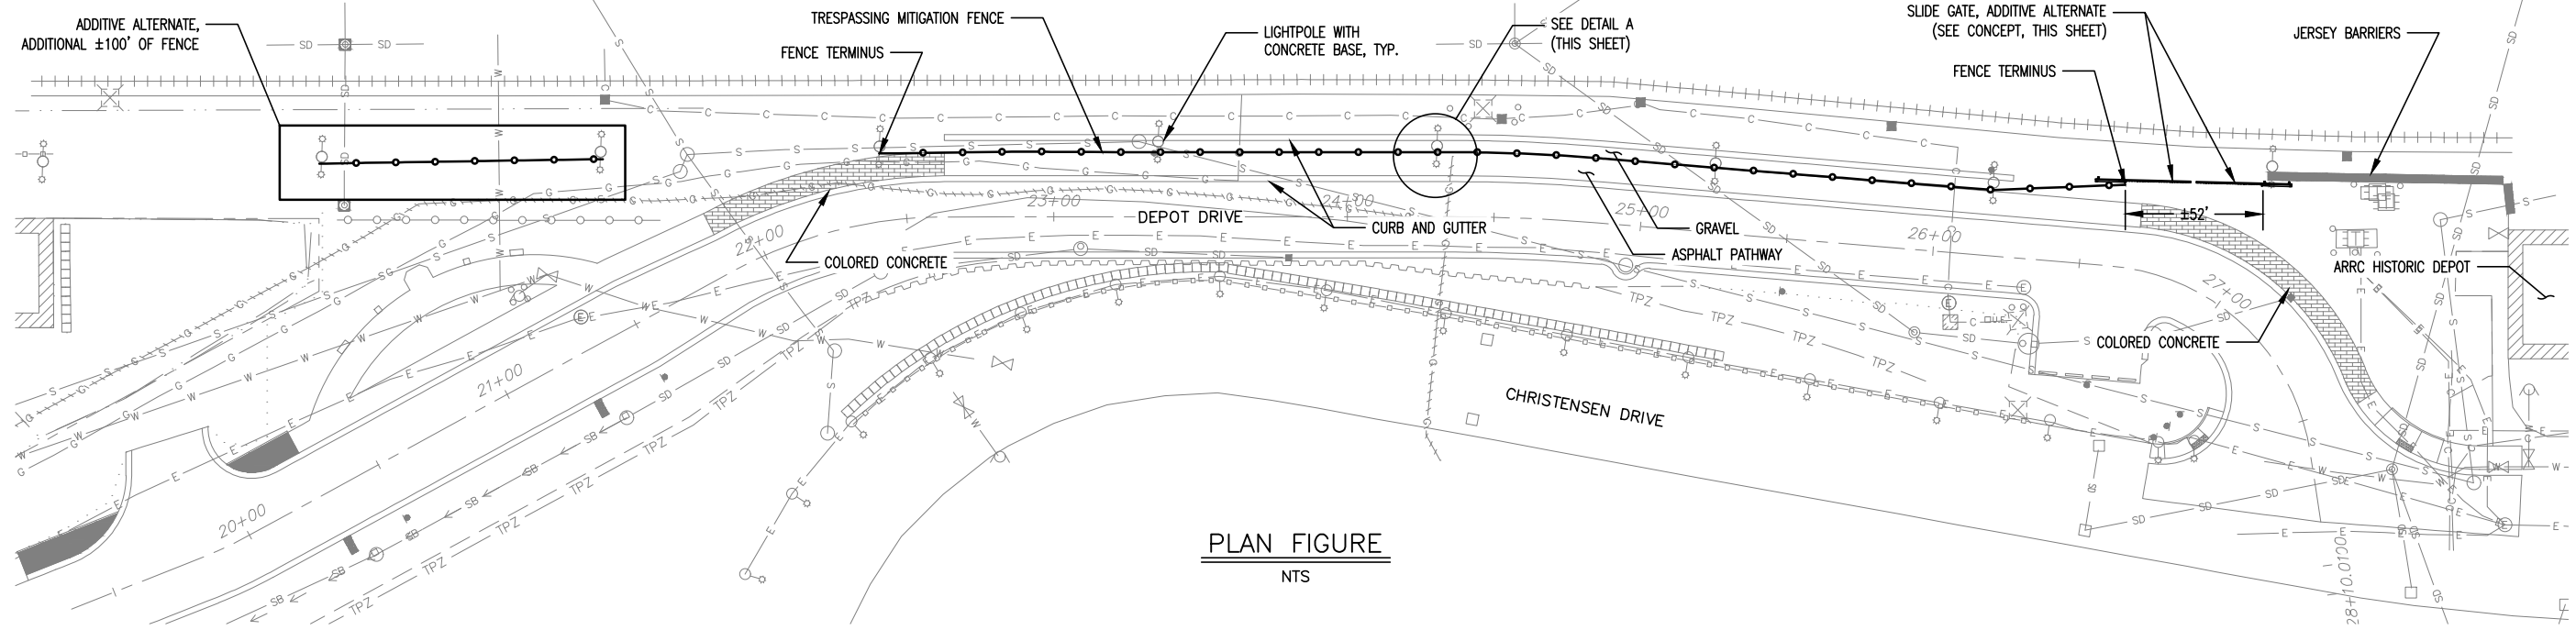 ADDITIVE ALTERNATE,
ADDITIONAL ±100' OF FENCE
TRESPASSING MITIGATION FENCE
FENCE TERMINUS
LIGHTPOLE WITH
CONCRETE BASE, TYP.
SEE DETAIL A
(THIS SHEET)
SLIDE GATE, ADDITIVE ALTERNATE
(SEE CONCEPT, THIS SHEET)
FENCE TERMINUS
JERSEY BARRIERS
±52'
23+00
24+00
25+00
26+00
27+00
22+00
21+00
20+00
28+10.0100
DEPOT DRIVE
CURB AND GUTTER
GRAVEL
ASPHALT PATHWAY
COLORED CONCRETE
ARRC HISTORIC DEPOT
COLORED CONCRETE
CHRISTENSEN DRIVE
PLAN FIGURE
NTS